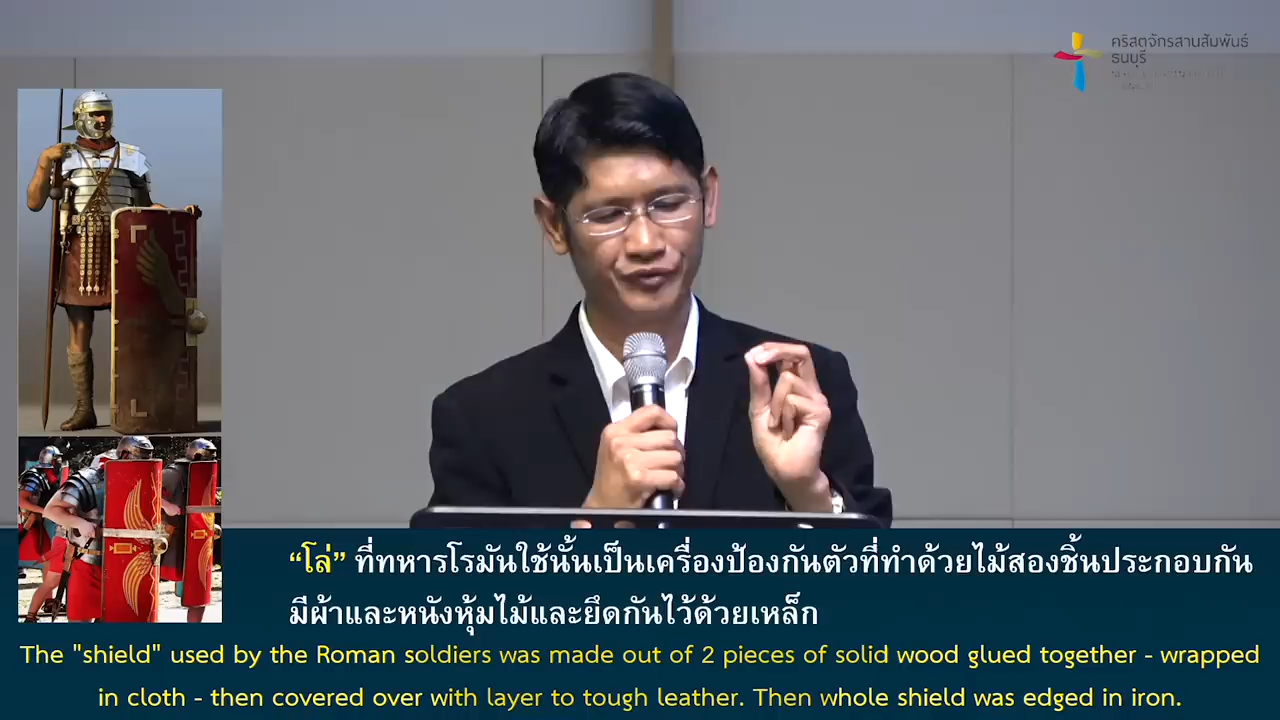 คริสตจักรสานสัมพันธ์
ธนบุรี
“โล่” ที่ทหารโรมันใช้นั้นเป็นเครื่องป้องกันตัวที่ทำด้วยไม้สองชิ้นประกอบกัน
มีผ้าและหนังหุ้มไม้และยึดกันไว้ด้วยเหล็ก
The "shield" used by the Roman soldiers was made out of 2 pieces of solid wood glued together - wrapped
in cloth - then covered over with layer to tough leather. Then whole shield was edged in iron.